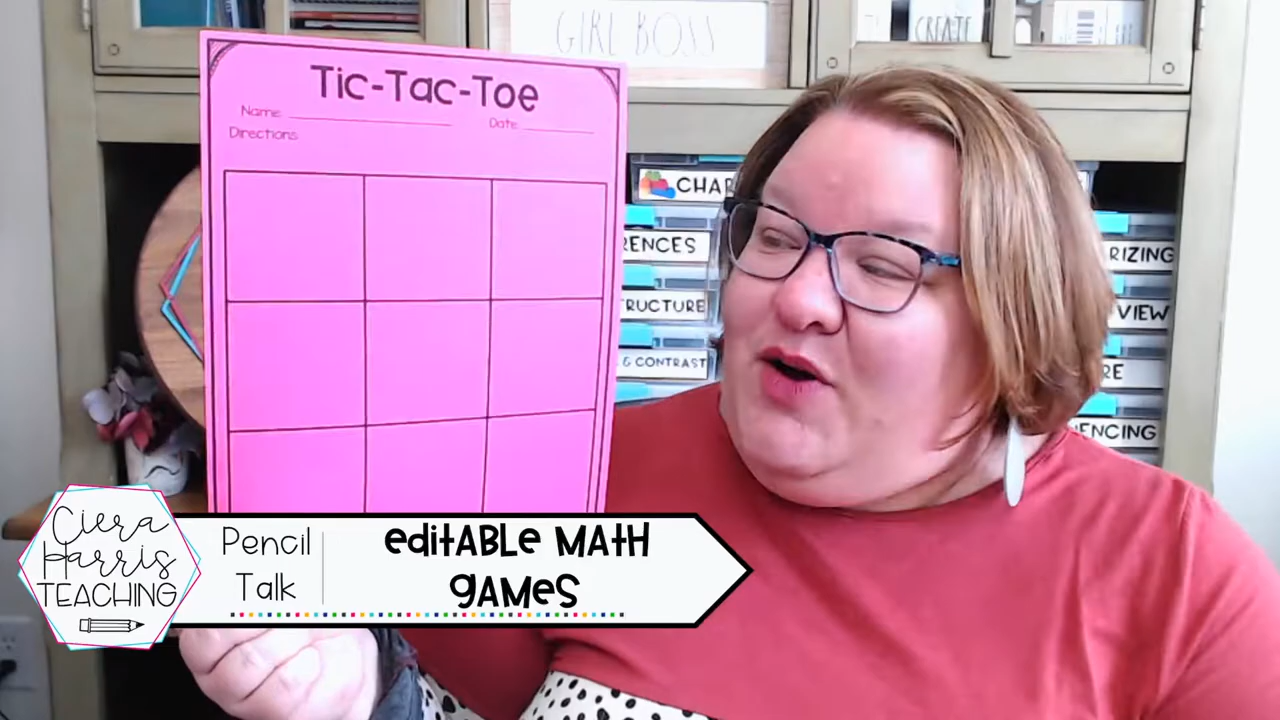 GIRL BOSS
CREATE
Tic-Tac-Toe
Name: Date:
Directions:
CHAR
RENCES
RIZING
RUCTURE
VIEW
& CONTRAST
RE
ENCING
Ciera
Harris
TEACHING
Pencil
Talk
editABLE MATH
gAMeS